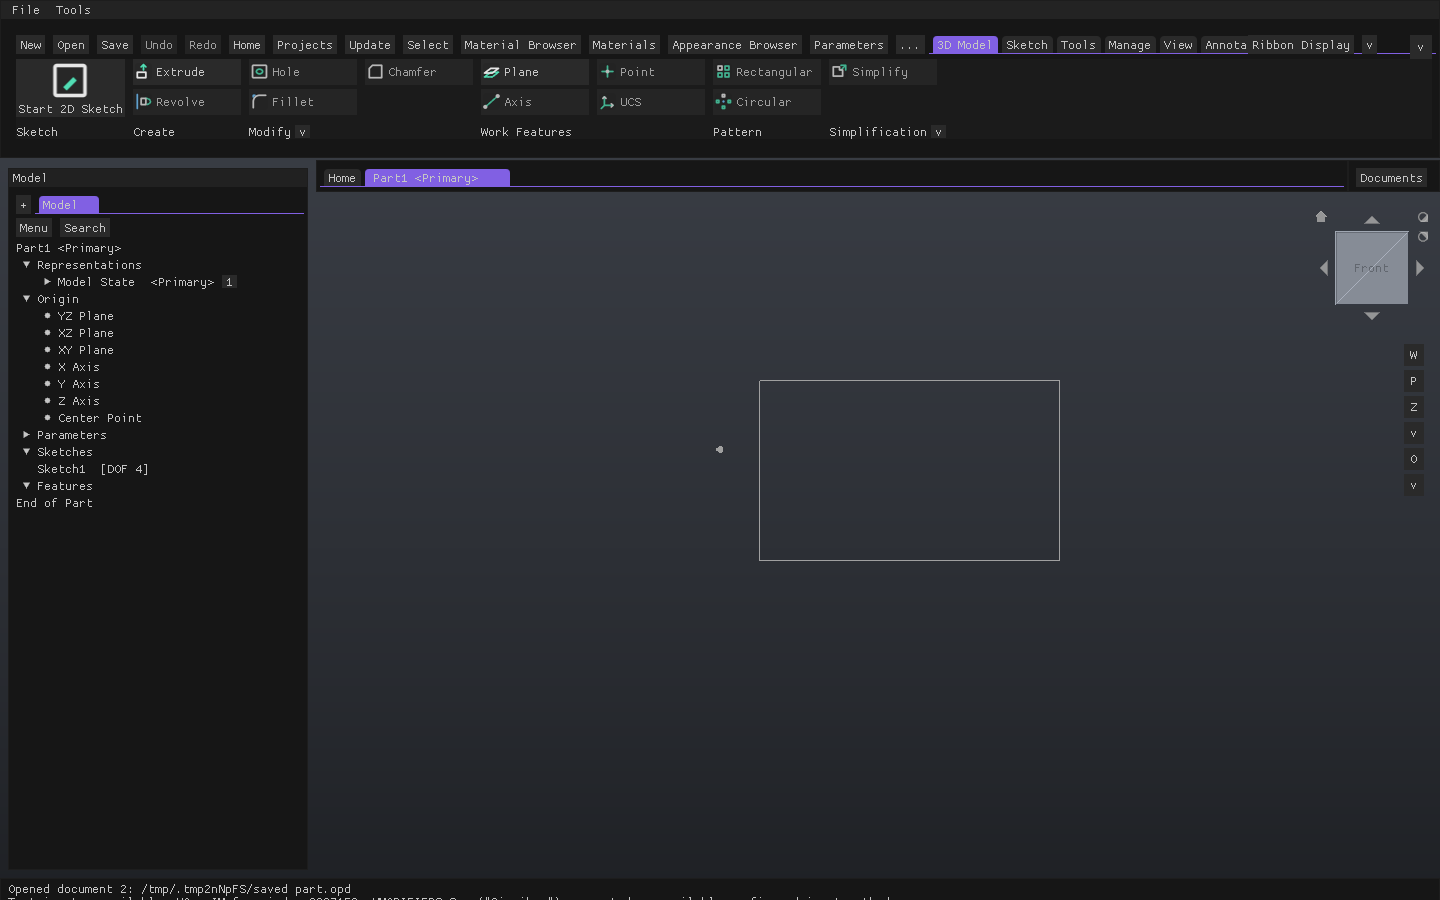 File Tools
New Open Save Undo Redo Home Projects Update Select Material Browser Materials Appearance Browser Parameters ... 3D Model Sketch Tools Manage View Annota Ribbon Display v v
Start 2D Sketch
Extrude
Revolve
Hole
Fillet
Chamfer
Plane
Axis
Point
UCS
Rectangular
Circular
Simplify
Sketch Create Modify v Work Features Pattern Simplification v
Model
+ Model
Menu Search
Part1 <Primary>
Representations
Model State <Primary> 1
Origin
YZ Plane
XZ Plane
XY Plane
X Axis
Y Axis
Z Axis
Center Point
Parameters
Sketches
Sketch1 [DOF 4]
Features
End of Part
Home Part1 <Primary> Documents
Front
W
P
Z
v
O
v
Opened document 2: /tmp/.tmp2nNpFS/saved part.opd